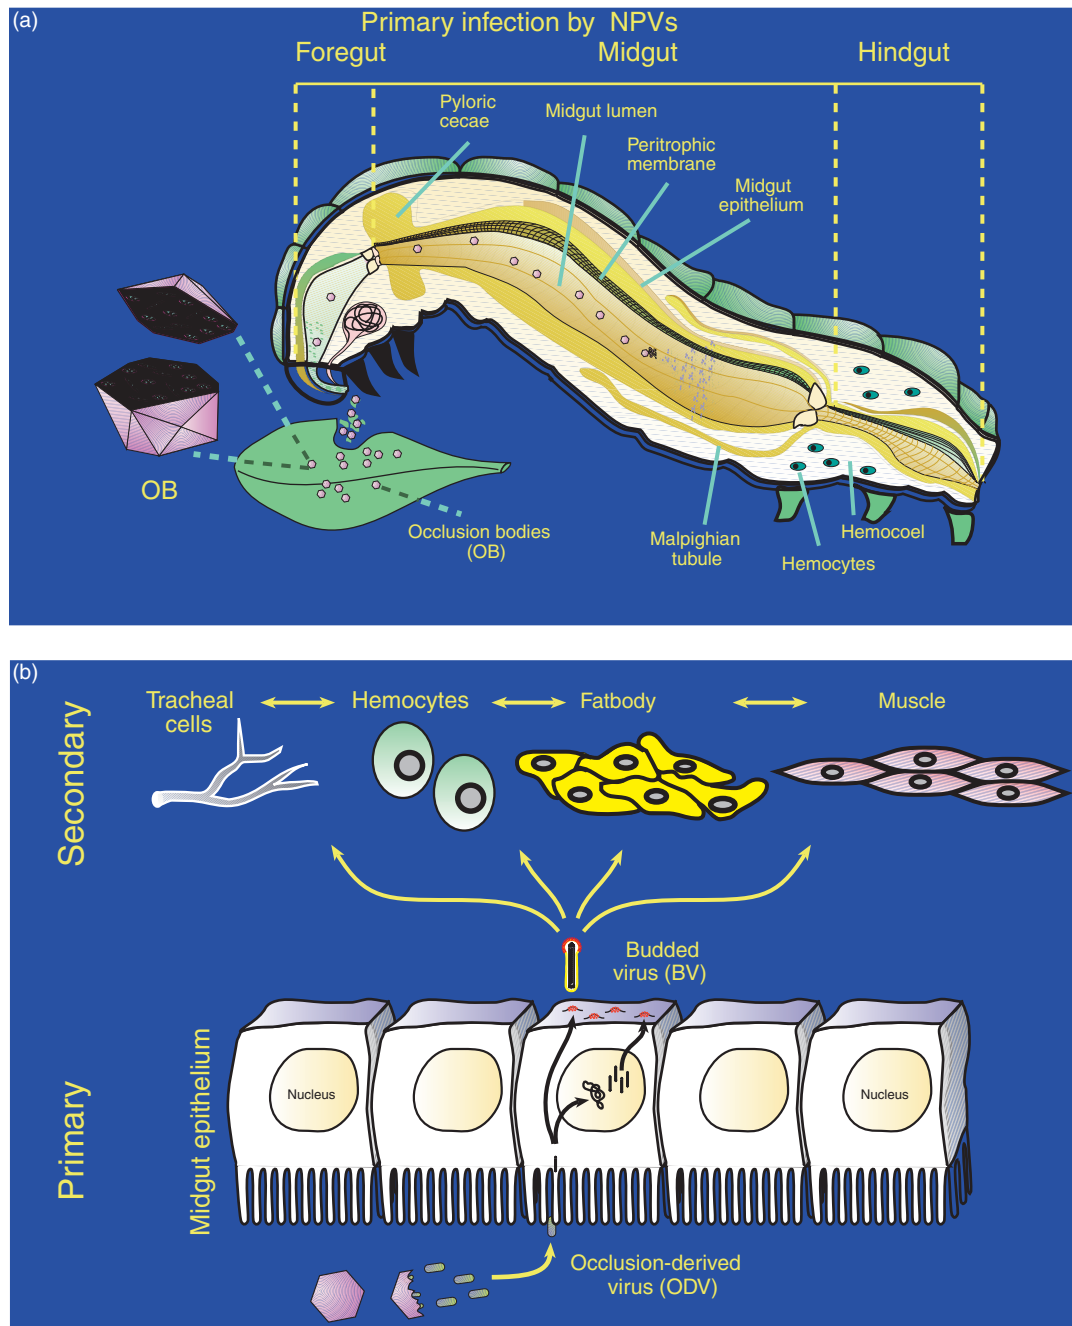 (a)
Primary infection by NPVs
Foregut
Midgut
Hindgut
Pyloric
cecae
Midgut lumen
Peritrophic
membrane
Midgut
epithelium
OB
Occlusion bodies
(OB)
Malpighian
tubule
Hemocoel
Hemocytes
(b)
Secondary
Tracheal
cells
Hemocytes
Fatbody
Muscle
Budded
virus (BV)
Primary
Midgut epithelium
Nucleus
Nucleus
Occlusion-derived
virus (ODV)